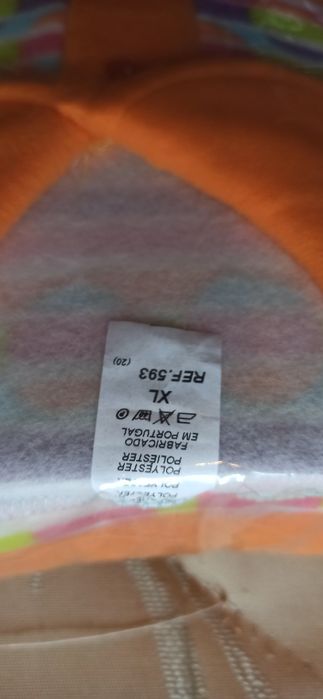 POLYESTER
POLIESTER
FABRICADO
EM PORTUGAL
XL
REF.593
(20)